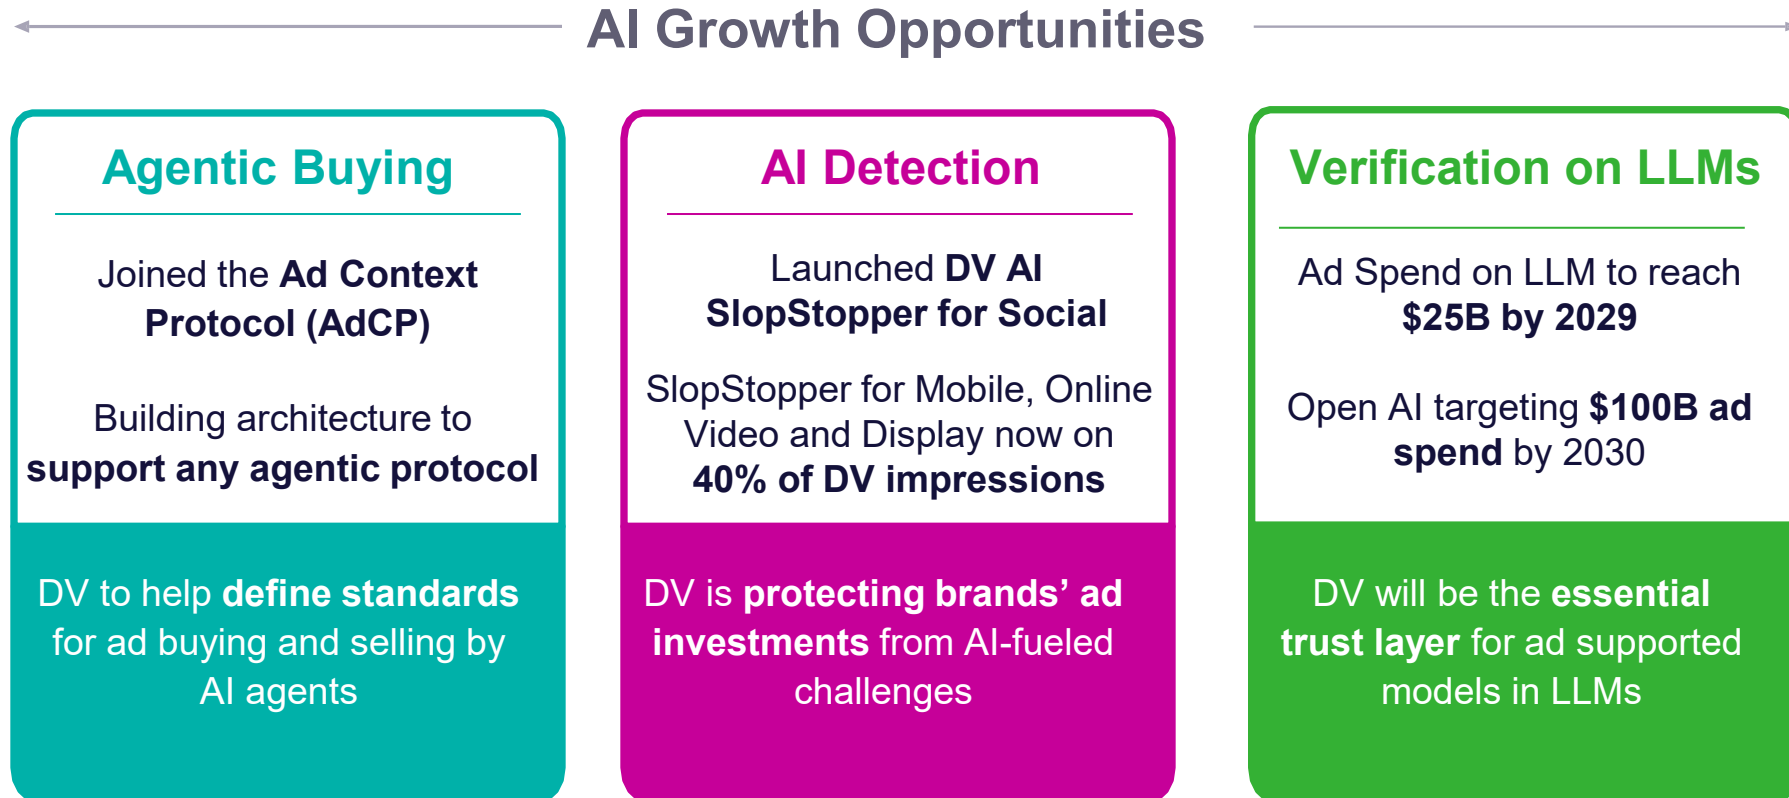 AI Growth Opportunities
Agentic Buying
Joined the Ad Context
Protocol (AdCP)
Building architecture to
support any agentic protocol
DV to help define standards
for ad buying and selling by
AI agents
AI Detection
Launched DV AI
SlopStopper for Social
SlopStopper for Mobile, Online
Video and Display now on
40% of DV impressions
DV is protecting brands’ ad
investments from AI-fueled
challenges
Verification on LLMs
Ad Spend on LLM to reach
$25B by 2029
Open AI targeting $100B ad
spend by 2030
DV will be the essential
trust layer for ad supported
models in LLMs